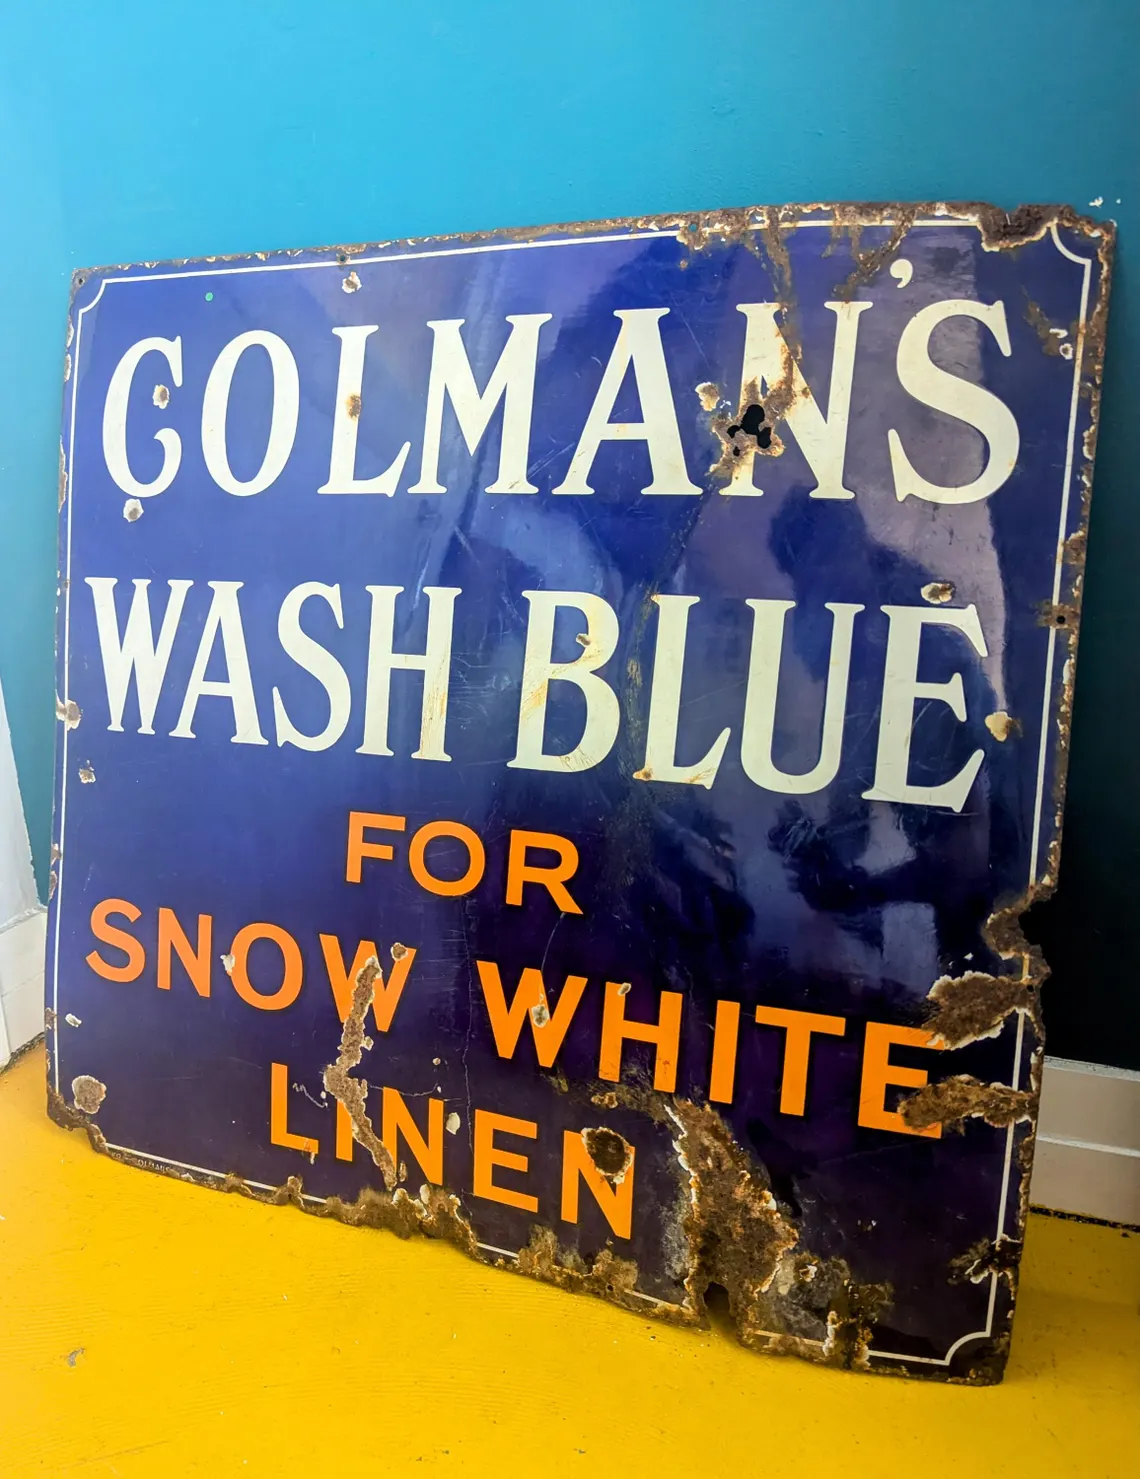 COLMAN'S
WASH BLUE
FOR
SNOW WHITE
LINEN